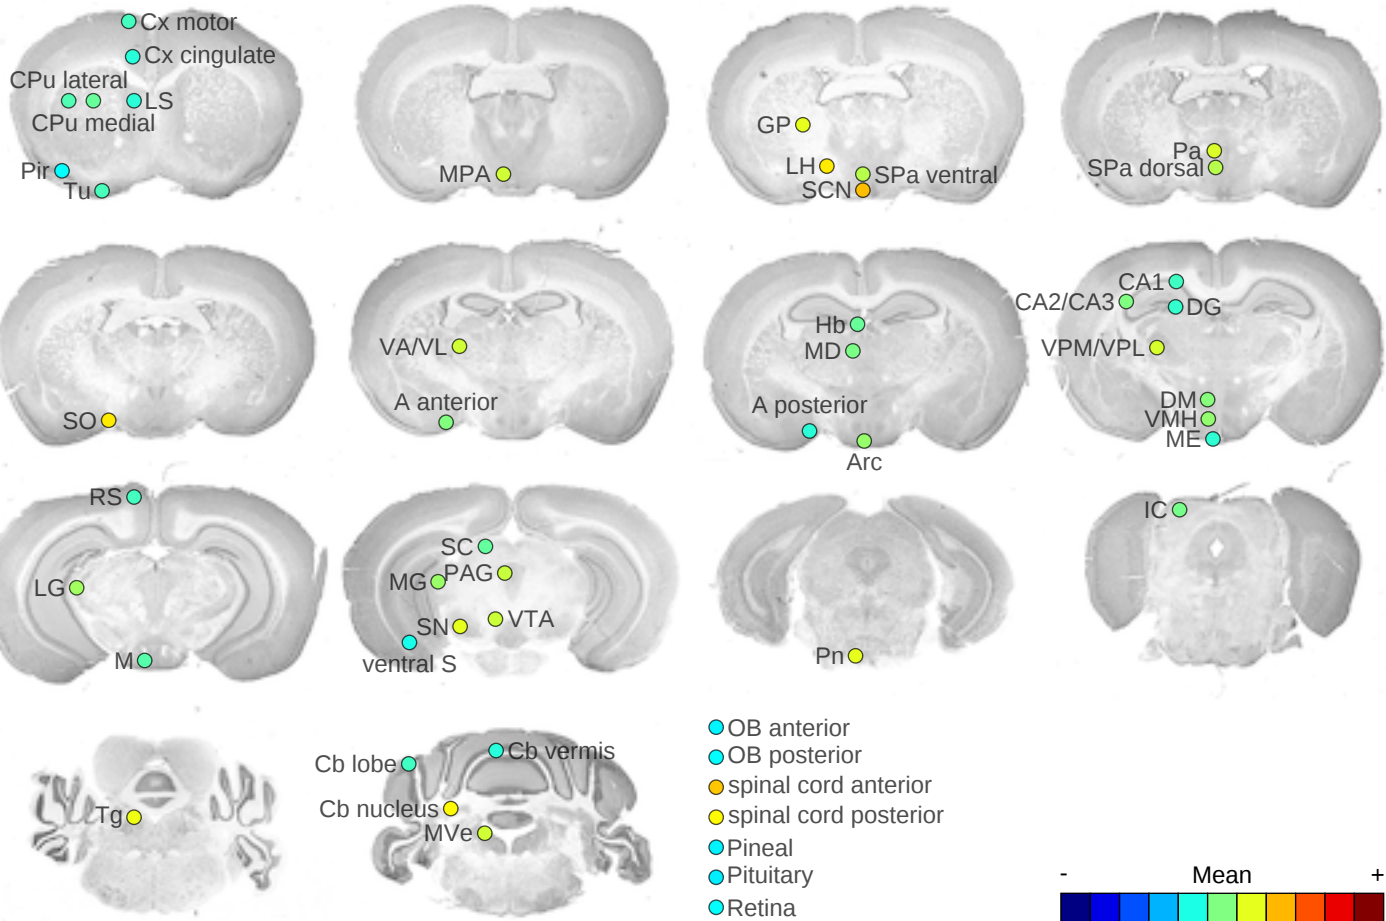 Cx motor
Cx cingulate
CPu lateral
LS
CPu medial
Pir
Tu
MPA
GP
LH
SPa ventral
SCN
Pa
SPa dorsal
SO
VA/VL
A anterior
Hb
MD
A posterior
Arc
CA1
CA2/CA3
DG
VPM/VPL
DM
VMH
ME
RS
LG
M
SC
MG
PAG
SN
VTA
ventral S
Pn
IC
Tg
Cb lobe
Cb vermis
Cb nucleus
MVe
OB anterior
OB posterior
spinal cord anterior
spinal cord posterior
Pineal
Pituitary
Retina
- Mean +